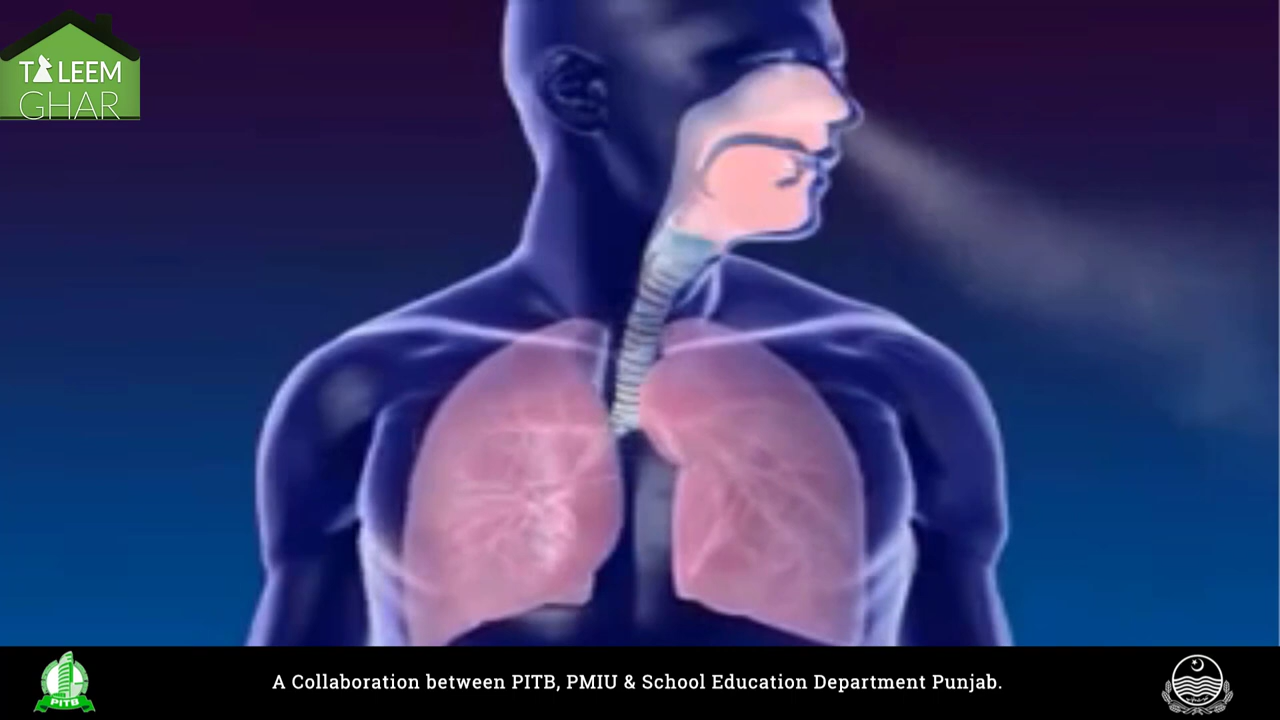 TALEEM
GHAR
A Collaboration between PITB, PMIU & School Education Department Punjab.
PITB